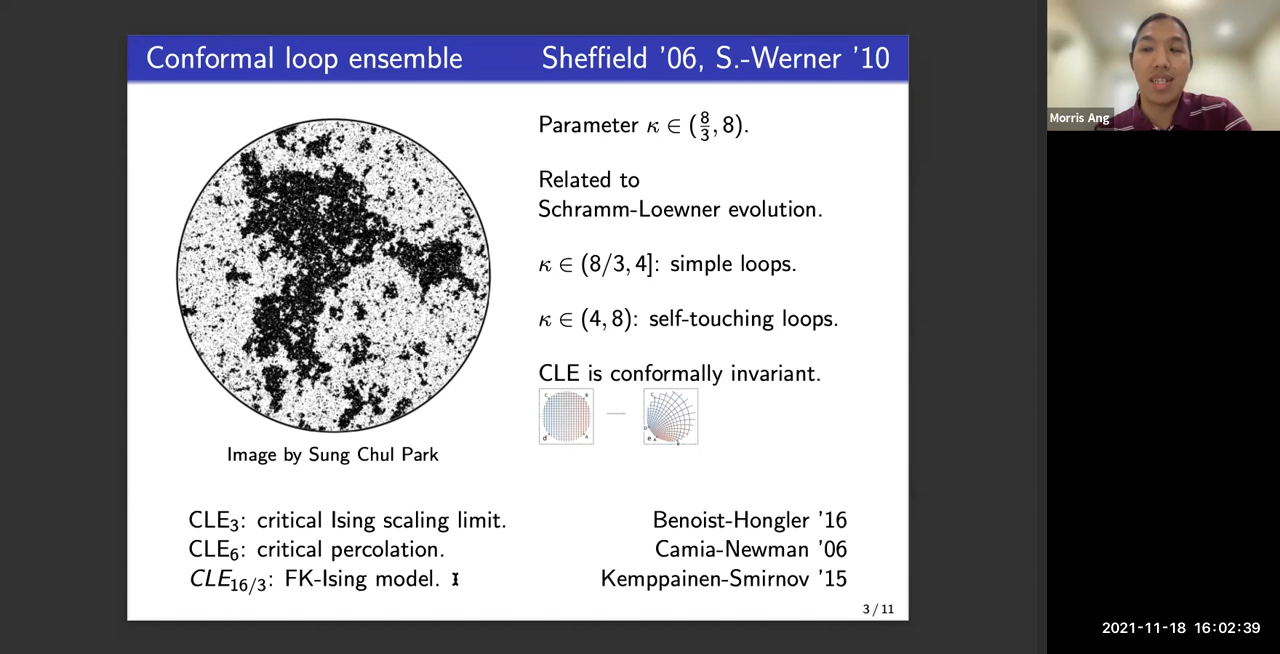 Conformal loop ensemble Sheffield '06, S.-Werner '10
Parameter κ ∈ (8/3, 8).
Related to
Schramm-Loewner evolution.
κ ∈ (8/3, 4]: simple loops.
κ ∈ (4, 8): self-touching loops.
CLE is conformally invariant.
Image by Sung Chul Park
CLE₃: critical Ising scaling limit. Benoist-Hongler '16
CLE₆: critical percolation. Camia-Newman '06
CLE₁₆/₃: FK-Ising model. Kemppainen-Smirnov '15
3 / 11
Morris Ang
2021-11-18 16:02:39